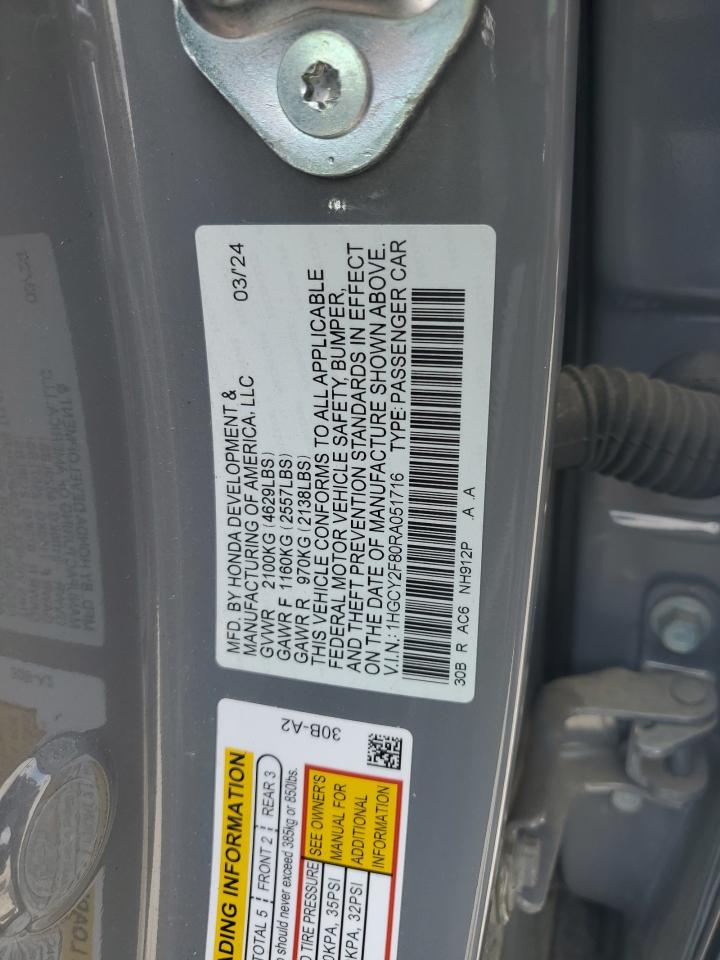 MFD. BY HONDA DEVELOPMENT & 03/'24
MANUFACTURING OF AMERICA, LLC
GVWR 2100KG (4629LBS)
GAWR F 1160KG (2557LBS)
GAWR R 970KG (2138LBS)
THIS VEHICLE CONFORMS TO ALL APPLICABLE
FEDERAL MOTOR VEHICLE SAFETY, BUMPER,
AND THEFT PREVENTION STANDARDS IN EFFECT
ON THE DATE OF MANUFACTURE SHOWN ABOVE.
V.I.N.: 1HGCY2F80RA051716 TYPE: PASSENGER CAR
30B R AC6 NH912P .A .A
30B-A2
INFORMATION
TOTAL 5 FRONT 2 REAR 3
should never exceed 385kg or 850lbs.
TIRE PRESSURE SEE OWNER'S
MANUAL FOR
35PSI ADDITIONAL
KPA, 32PSI INFORMATION